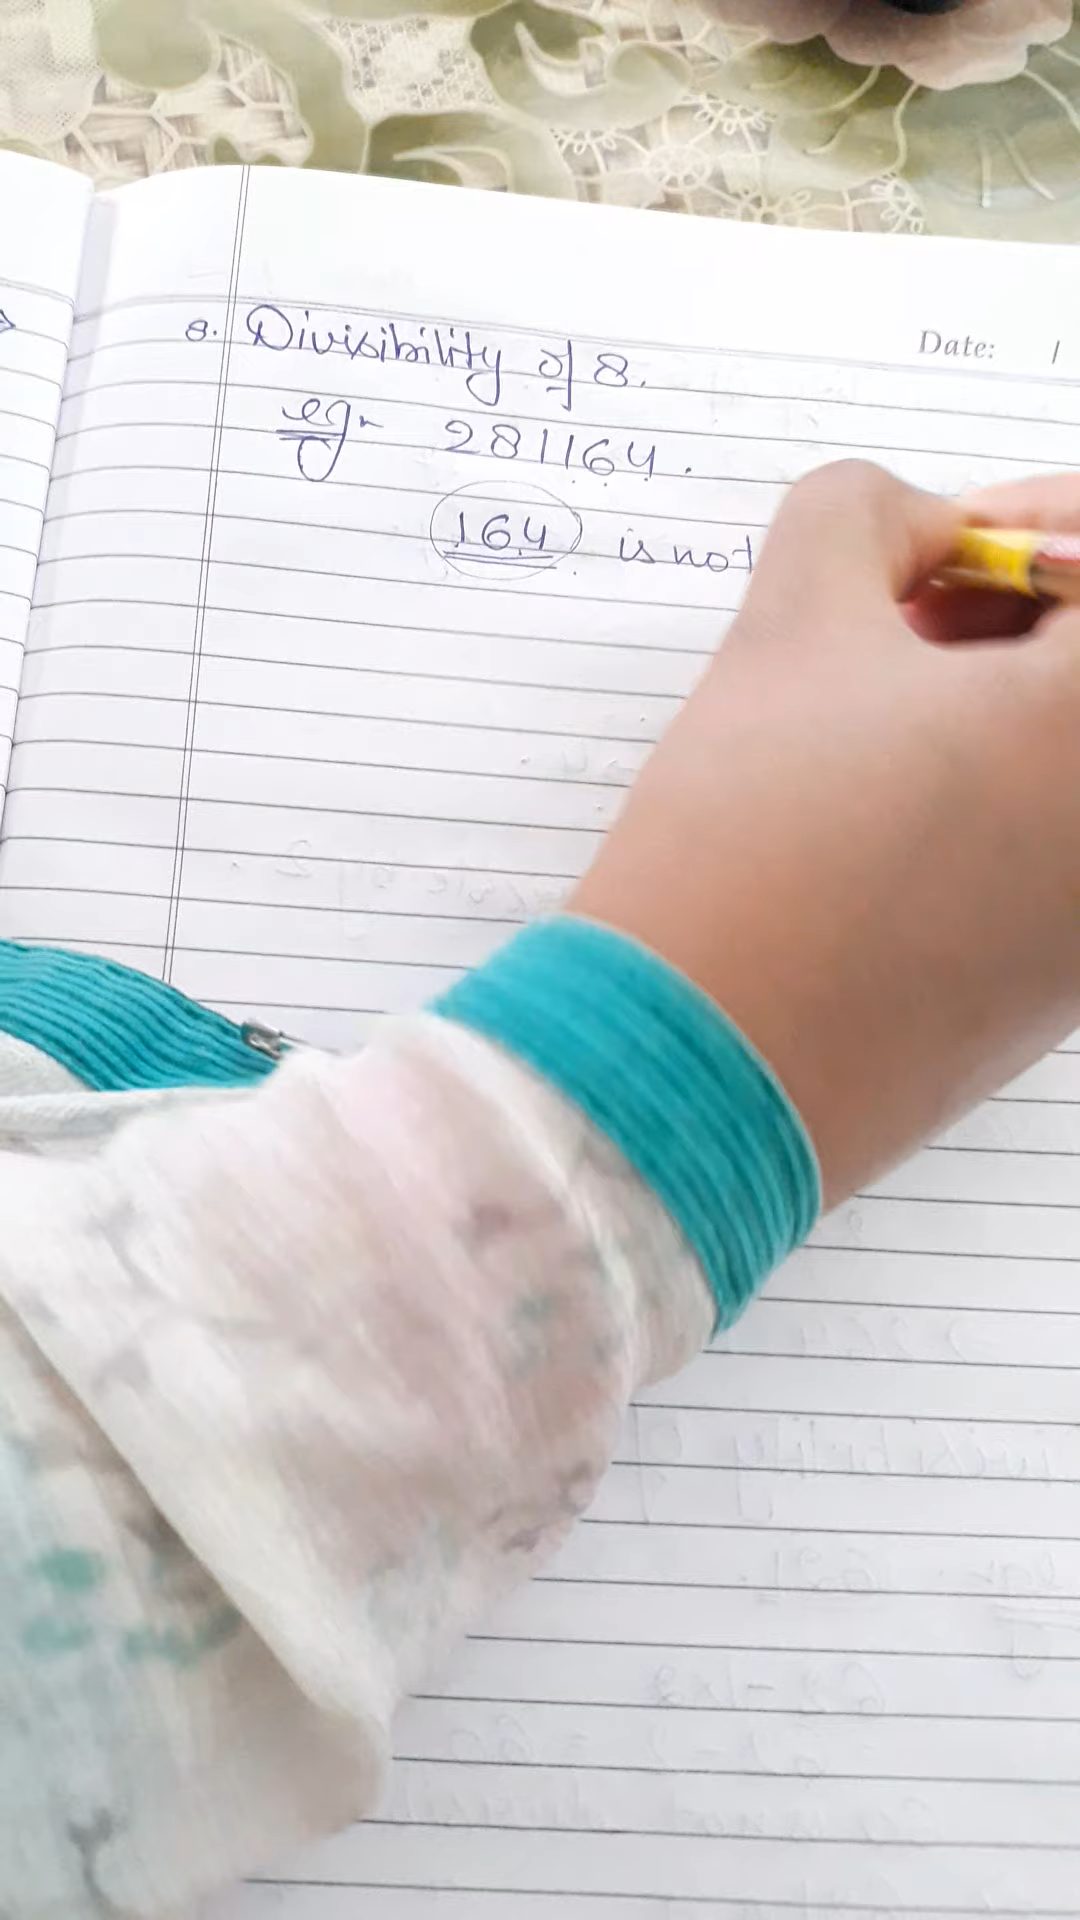 8. Divisibility of 8.
Date: /
eg- 281164.
164 is not